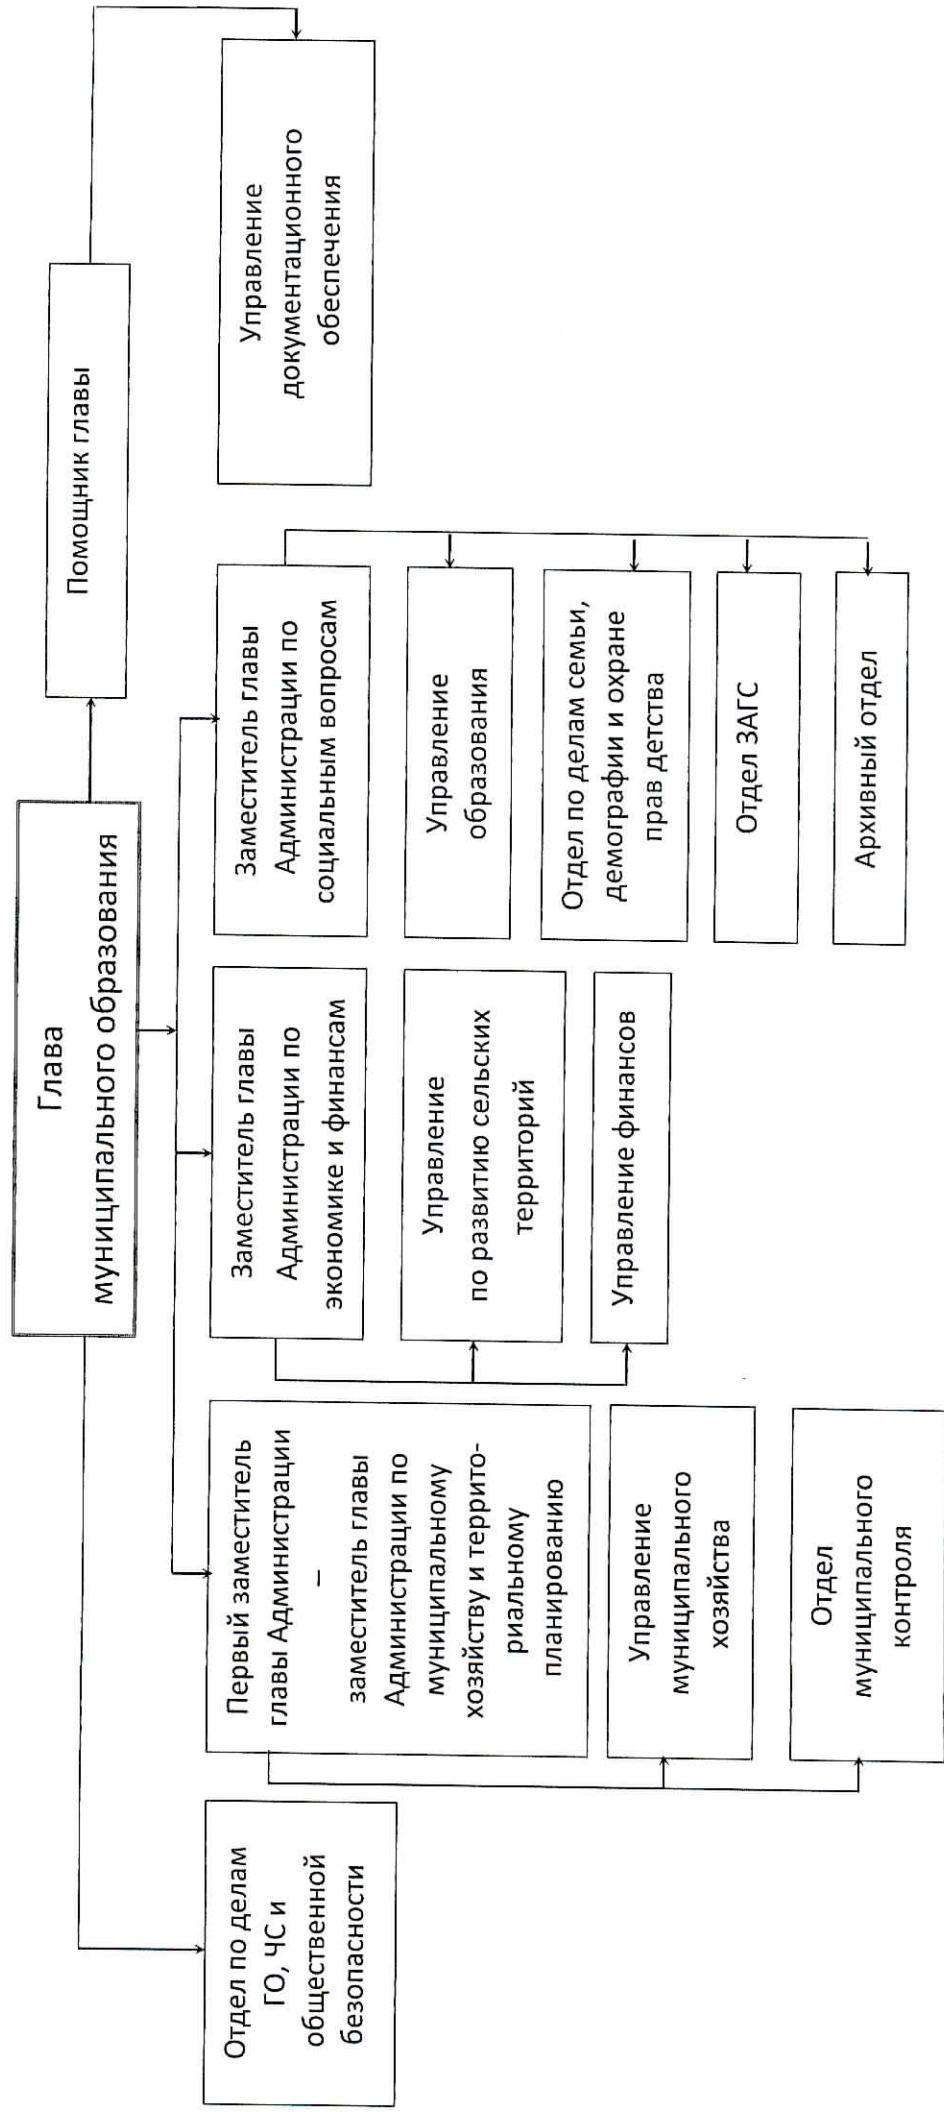 Глава
муниципального образования
Помощник главы
Отдел по делам
ГО, ЧС и
общественной
безопасности
Первый заместитель
главы Администрации
–
заместитель главы
Администрации по
муниципальному
хозяйству и террито-
риальному
планированию
Управление
муниципального
хозяйства
Отдел
муниципального
контроля
Заместитель главы
Администрации по
экономике и финансам
Управление
по развитию сельских
территорий
Управление финансов
Заместитель главы
Администрации по
социальным вопросам
Управление
образования
Отдел по делам семьи,
демографии и охране
прав детства
Отдел ЗАГС
Архивный отдел
Управление
документационного
обеспечения